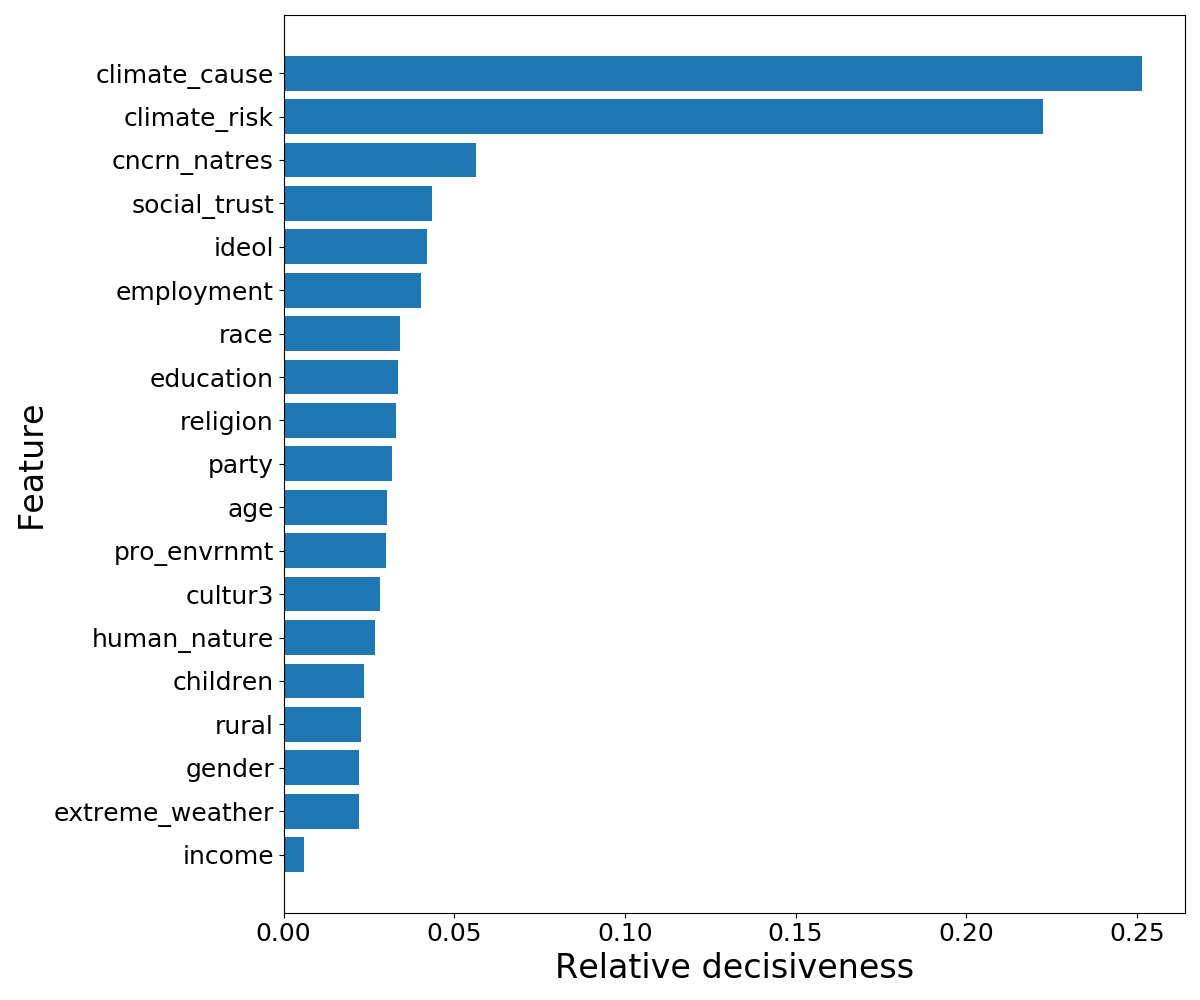 climate_cause
climate_risk
cncrn_natres
social_trust
ideol
employment
race
education
religion
party
age
pro_envrnmt
cultur3
human_nature
children
rural
gender
extreme_weather
income
Feature
0.00 0.05 0.10 0.15 0.20 0.25
Relative decisiveness